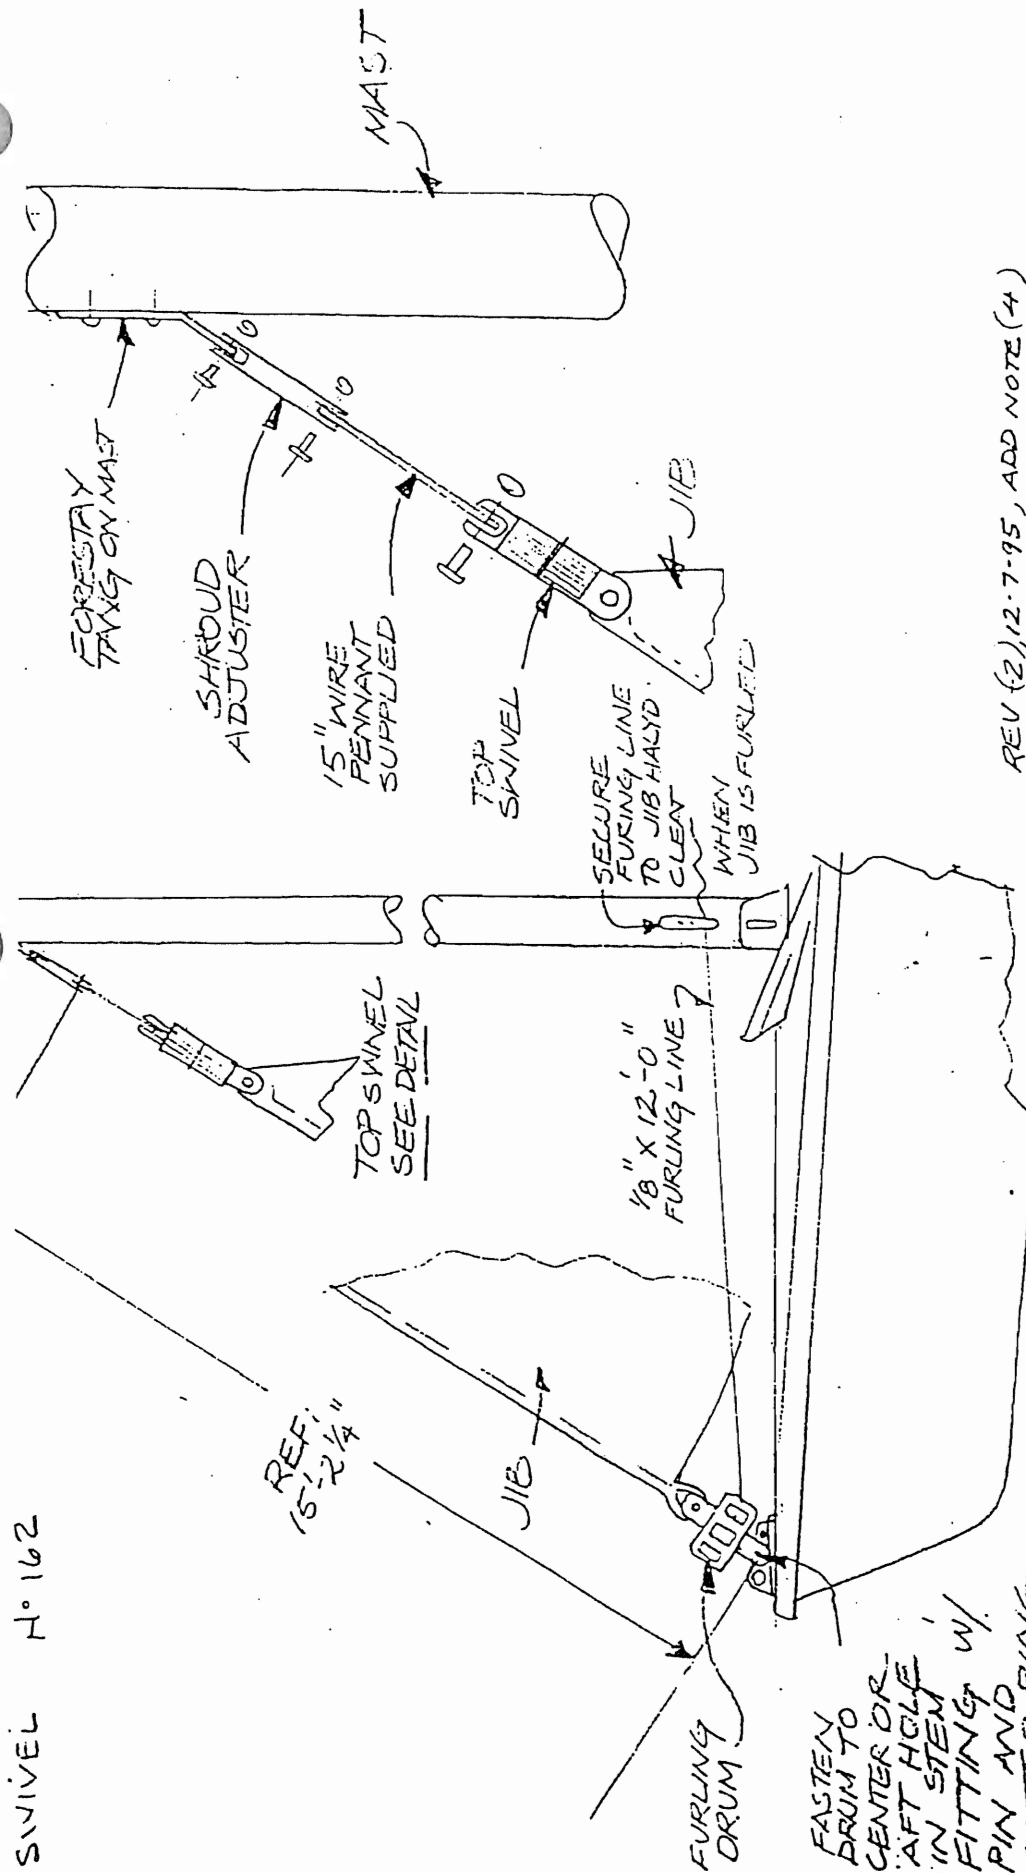 SWIVEL H·162
REF:
15'-2 1/4"
JIB
FURLING
DRUM
FASTEN
DRUM TO
CENTER OR
AFT HOLE
IN STEM
FITTING W/
PIN AND
TOP SWIVEL
SEE DETAIL
1/8" X 12'-0"
FURLING LINE
SECURE
FURING LINE
TO JIB HALYD.
CLEAT
WHEN
JIB IS FURLED
FORESTAY
TANG ON MAST
SHROUD
ADJUSTER
15" WIRE
PENNANT
SUPPLIED
TOP
SWIVEL
JIB
MAST
REV (2), 12-7-95, ADD NOTE (4)